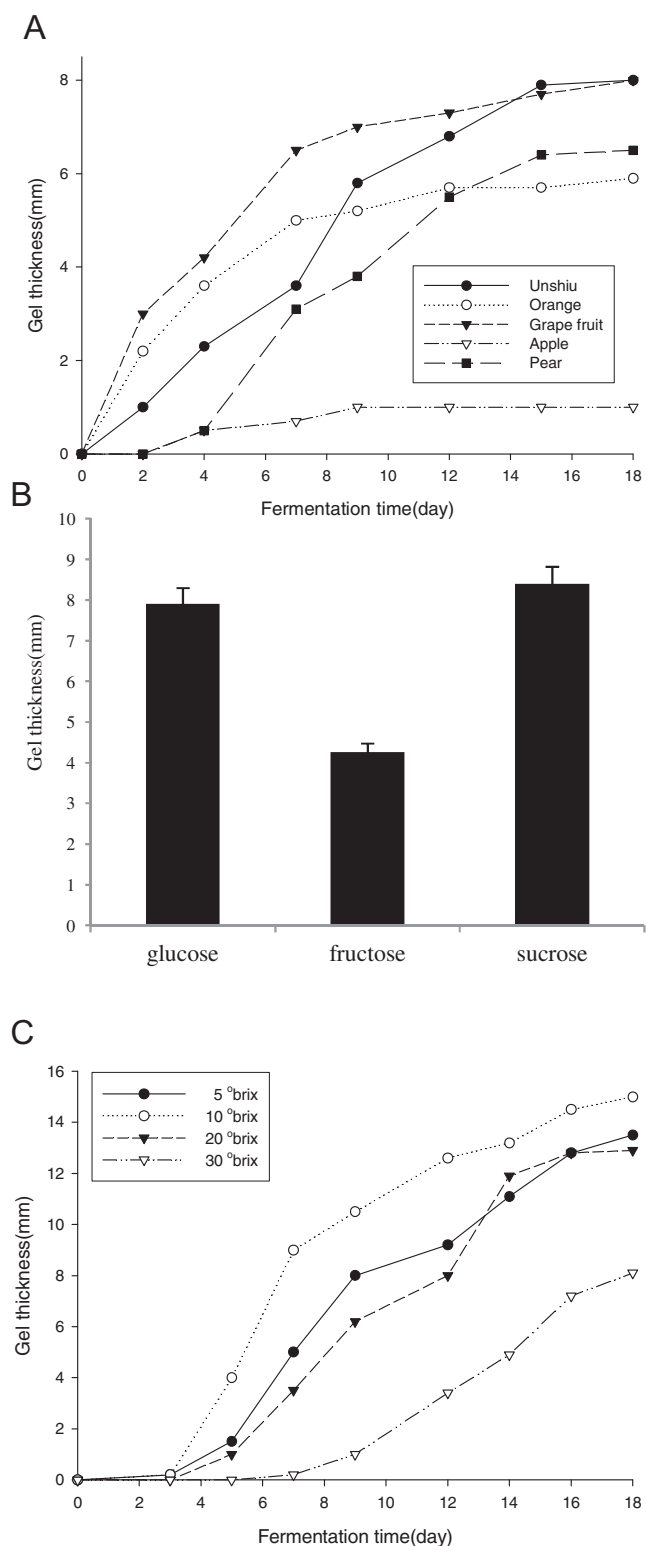 A
8
6
4
2
0
Gel thickness(mm)
Unshiu
Orange
Grape fruit
Apple
Pear
0 2 4 6 8 10 12 14 16 18
Fermentation time(day)
B
10
9
8
7
6
5
4
3
2
1
0
Gel thickness(mm)
glucose fructose sucrose
C
16
14
12
10
8
6
4
2
0
Gel thickness(mm)
5 °brix
10 °brix
20 °brix
30 °brix
0 2 4 6 8 10 12 14 16 18
Fermentation time(day)